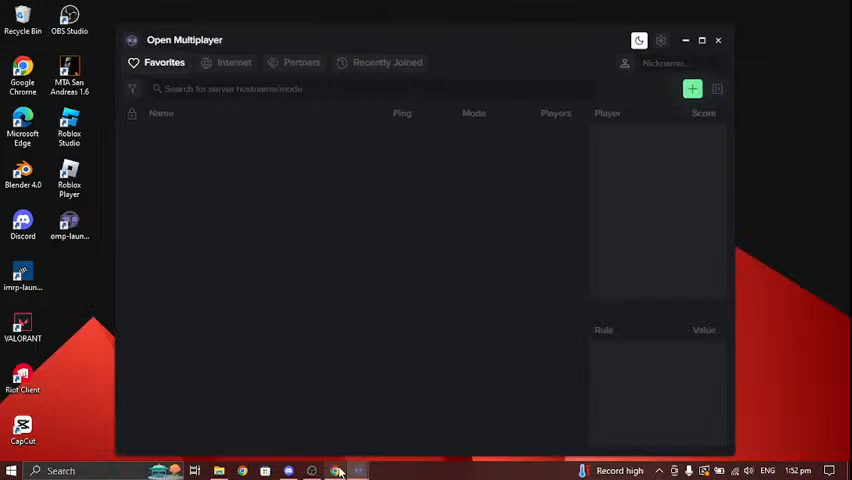 Recycle Bin
OBS Studio
Google Chrome
MTA San Andreas 1.6
Microsoft Edge
Roblox Studio
Blender 4.0
Roblox Player
Discord
omp-laun...
imrp-laun...
VALORANT
Riot Client
CapCut
Open Multiplayer
Favorites
Internet
Partners
Recently Joined
Nickname...
Search for server hostname/mode
Name
Ping
Mode
Players
Player
Score
Rule
Value
Search
Record high
ENG
1:52 pm